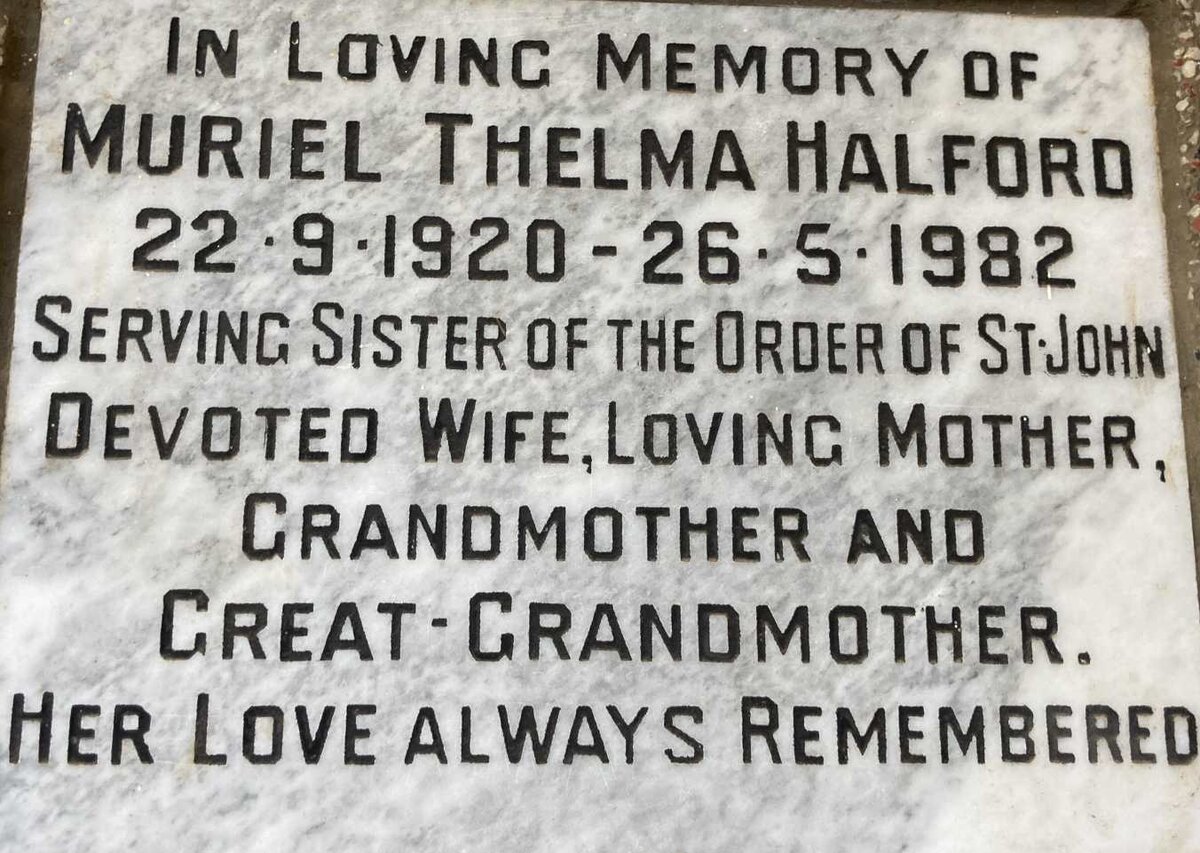 IN LOVING MEMORY OF
MURIEL THELMA HALFORD
22·9·1920 - 26·5·1982
SERVING SISTER OF THE ORDER OF ST·JOHN
DEVOTED WIFE, LOVING MOTHER,
GRANDMOTHER AND
GREAT-GRANDMOTHER.
HER LOVE ALWAYS REMEMBERED